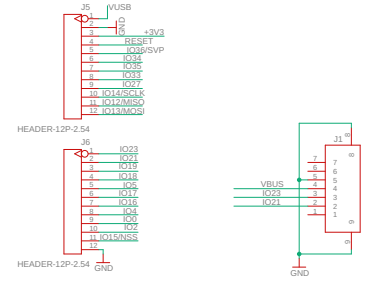 J5
VUSB
1
2
GND
3
+3V3
4
RESET
5
IO36/SVP
6
IO34
7
IO35
8
IO33
9
IO27
10
IO14/SCLK
11
IO12/MISO
12
IO13/MOSI
HEADER-12P-2.54
J6
1
IO23
2
IO21
3
IO19
4
IO18
5
IO5
6
IO17
7
IO16
8
IO4
9
IO0
10
IO2
11
IO15/NSS
12
HEADER-12P-2.54
GND
J1
8
8
7
7
6
6
5
5
VBUS
4
4
IO23
3
3
IO21
2
2
1
1
9
9
GND